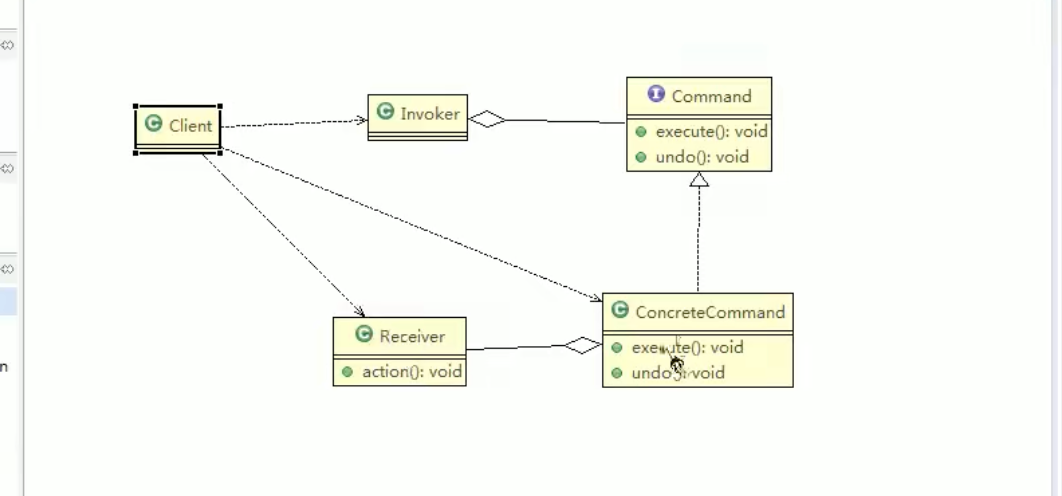 Client
Invoker
Command
execute(): void
undo(): void
Receiver
action(): void
ConcreteCommand
execute(): void
undo(): void
n